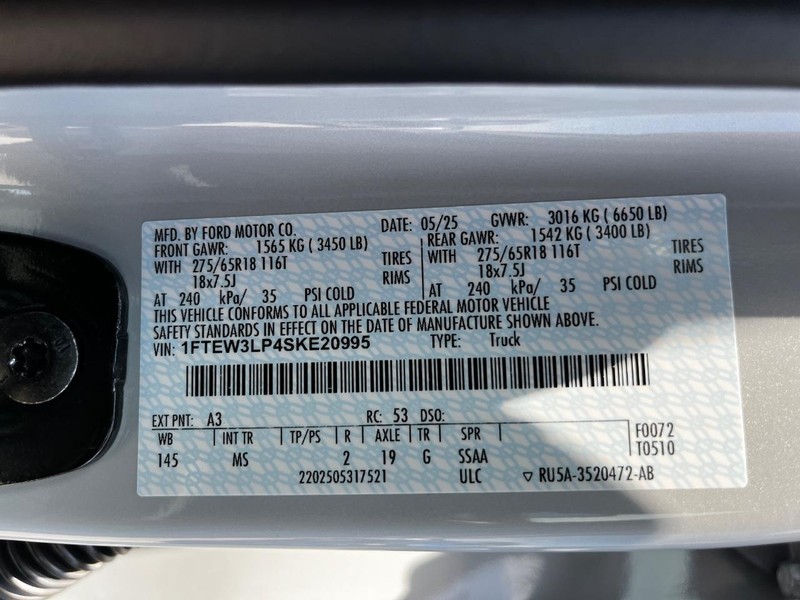 MFD. BY FORD MOTOR CO. DATE: 05/25 GVWR: 3016 KG ( 6650 LB)
FRONT GAWR: 1565 KG ( 3450 LB) REAR GAWR: 1542 KG ( 3400 LB)
WITH 275/65R18 116T TIRES WITH 275/65R18 116T TIRES
18x7.5J RIMS 18x7.5J RIMS
AT 240 kPa/ 35 PSI COLD AT 240 kPa/ 35 PSI COLD
THIS VEHICLE CONFORMS TO ALL APPLICABLE FEDERAL MOTOR VEHICLE
SAFETY STANDARDS IN EFFECT ON THE DATE OF MANUFACTURE SHOWN ABOVE.
VIN: 1FTEW3LP4SKE20995 TYPE: Truck
EXT PNT: A3 RC: 53 DSO:
WB INT TR TP/PS R AXLE TR SPR F0072
145 MS 2 19 G SSAA T0510
2202505317521 ULC ▽ RU5A-3520472-AB